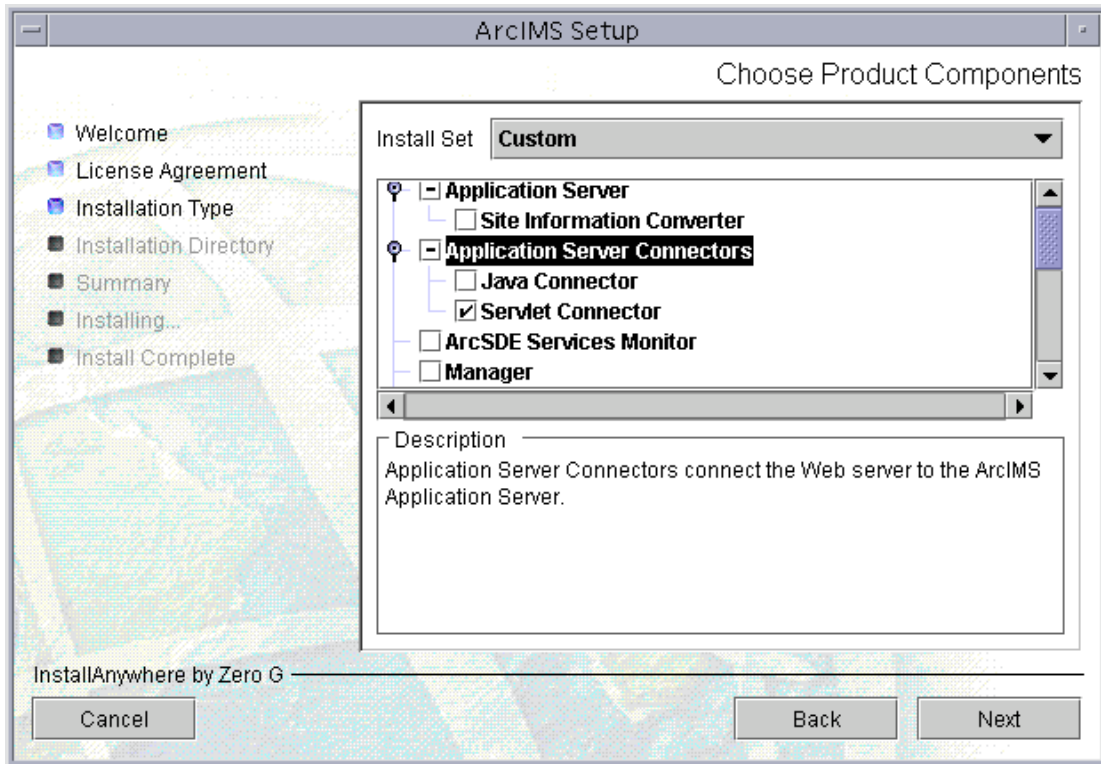 ArcIMS Setup
Choose Product Components
Welcome
License Agreement
Installation Type
Installation Directory
Summary
Installing...
Install Complete
Install Set Custom
Application Server
Site Information Converter
Application Server Connectors
Java Connector
Servlet Connector
ArcSDE Services Monitor
Manager
Description
Application Server Connectors connect the Web server to the ArcIMS
Application Server.
InstallAnywhere by Zero G
Cancel Back Next